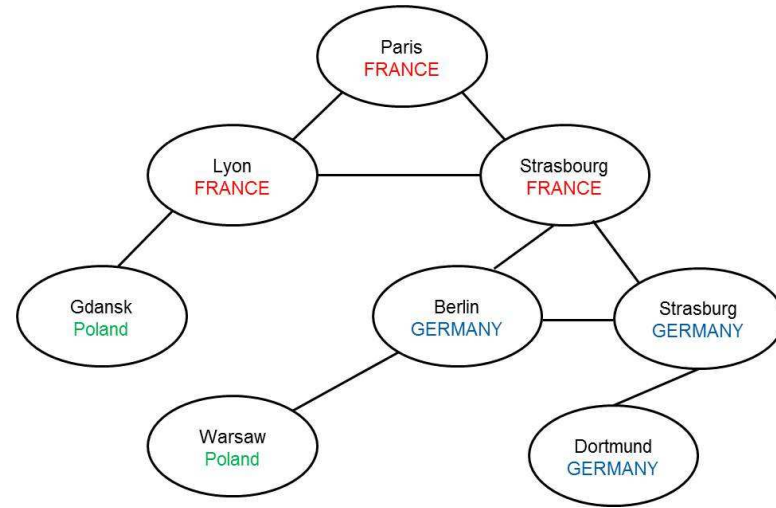 Paris
FRANCE
Lyon
FRANCE
Strasbourg
FRANCE
Gdansk
Poland
Berlin
GERMANY
Strasburg
GERMANY
Warsaw
Poland
Dortmund
GERMANY